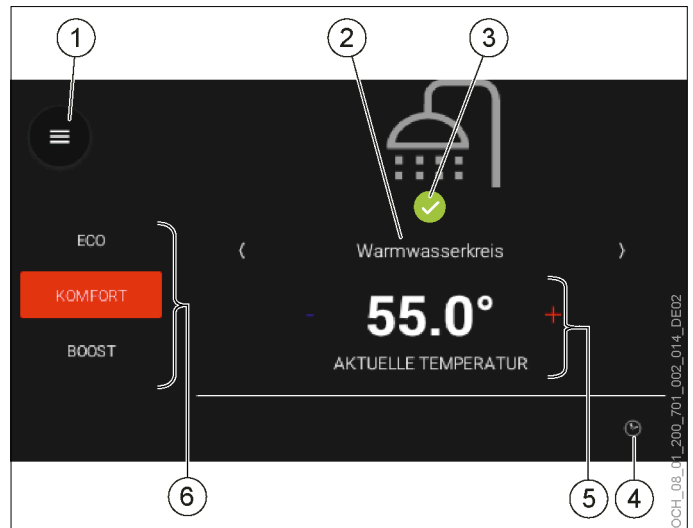 1
2
3
ECO
KOMFORT
BOOST
Warmwasserkreis
- 55.0° +
AKTUELLE TEMPERATUR
6
5
4
OCH_08_01_200_701_002_014_DE02